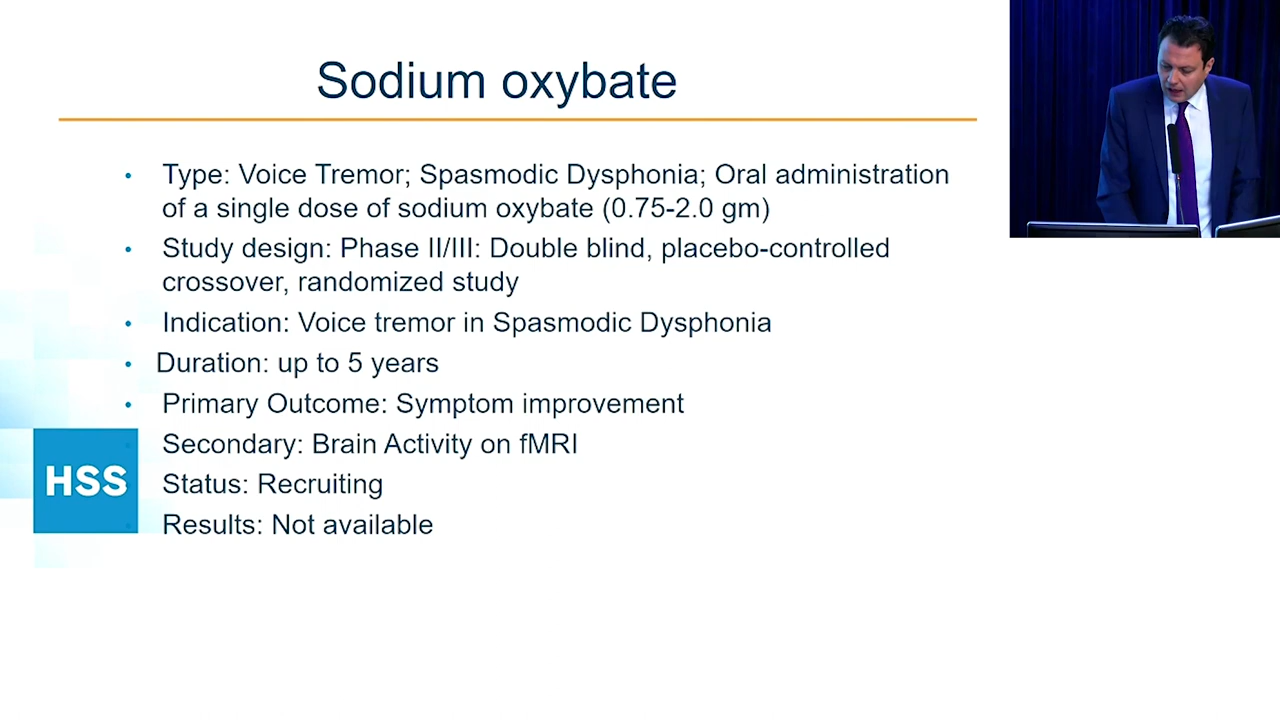 Sodium oxybate
• Type: Voice Tremor; Spasmodic Dysphonia; Oral administration
of a single dose of sodium oxybate (0.75-2.0 gm)
• Study design: Phase II/III: Double blind, placebo-controlled
crossover, randomized study
• Indication: Voice tremor in Spasmodic Dysphonia
• Duration: up to 5 years
• Primary Outcome: Symptom improvement
Secondary: Brain Activity on fMRI
HSS
Status: Recruiting
Results: Not available